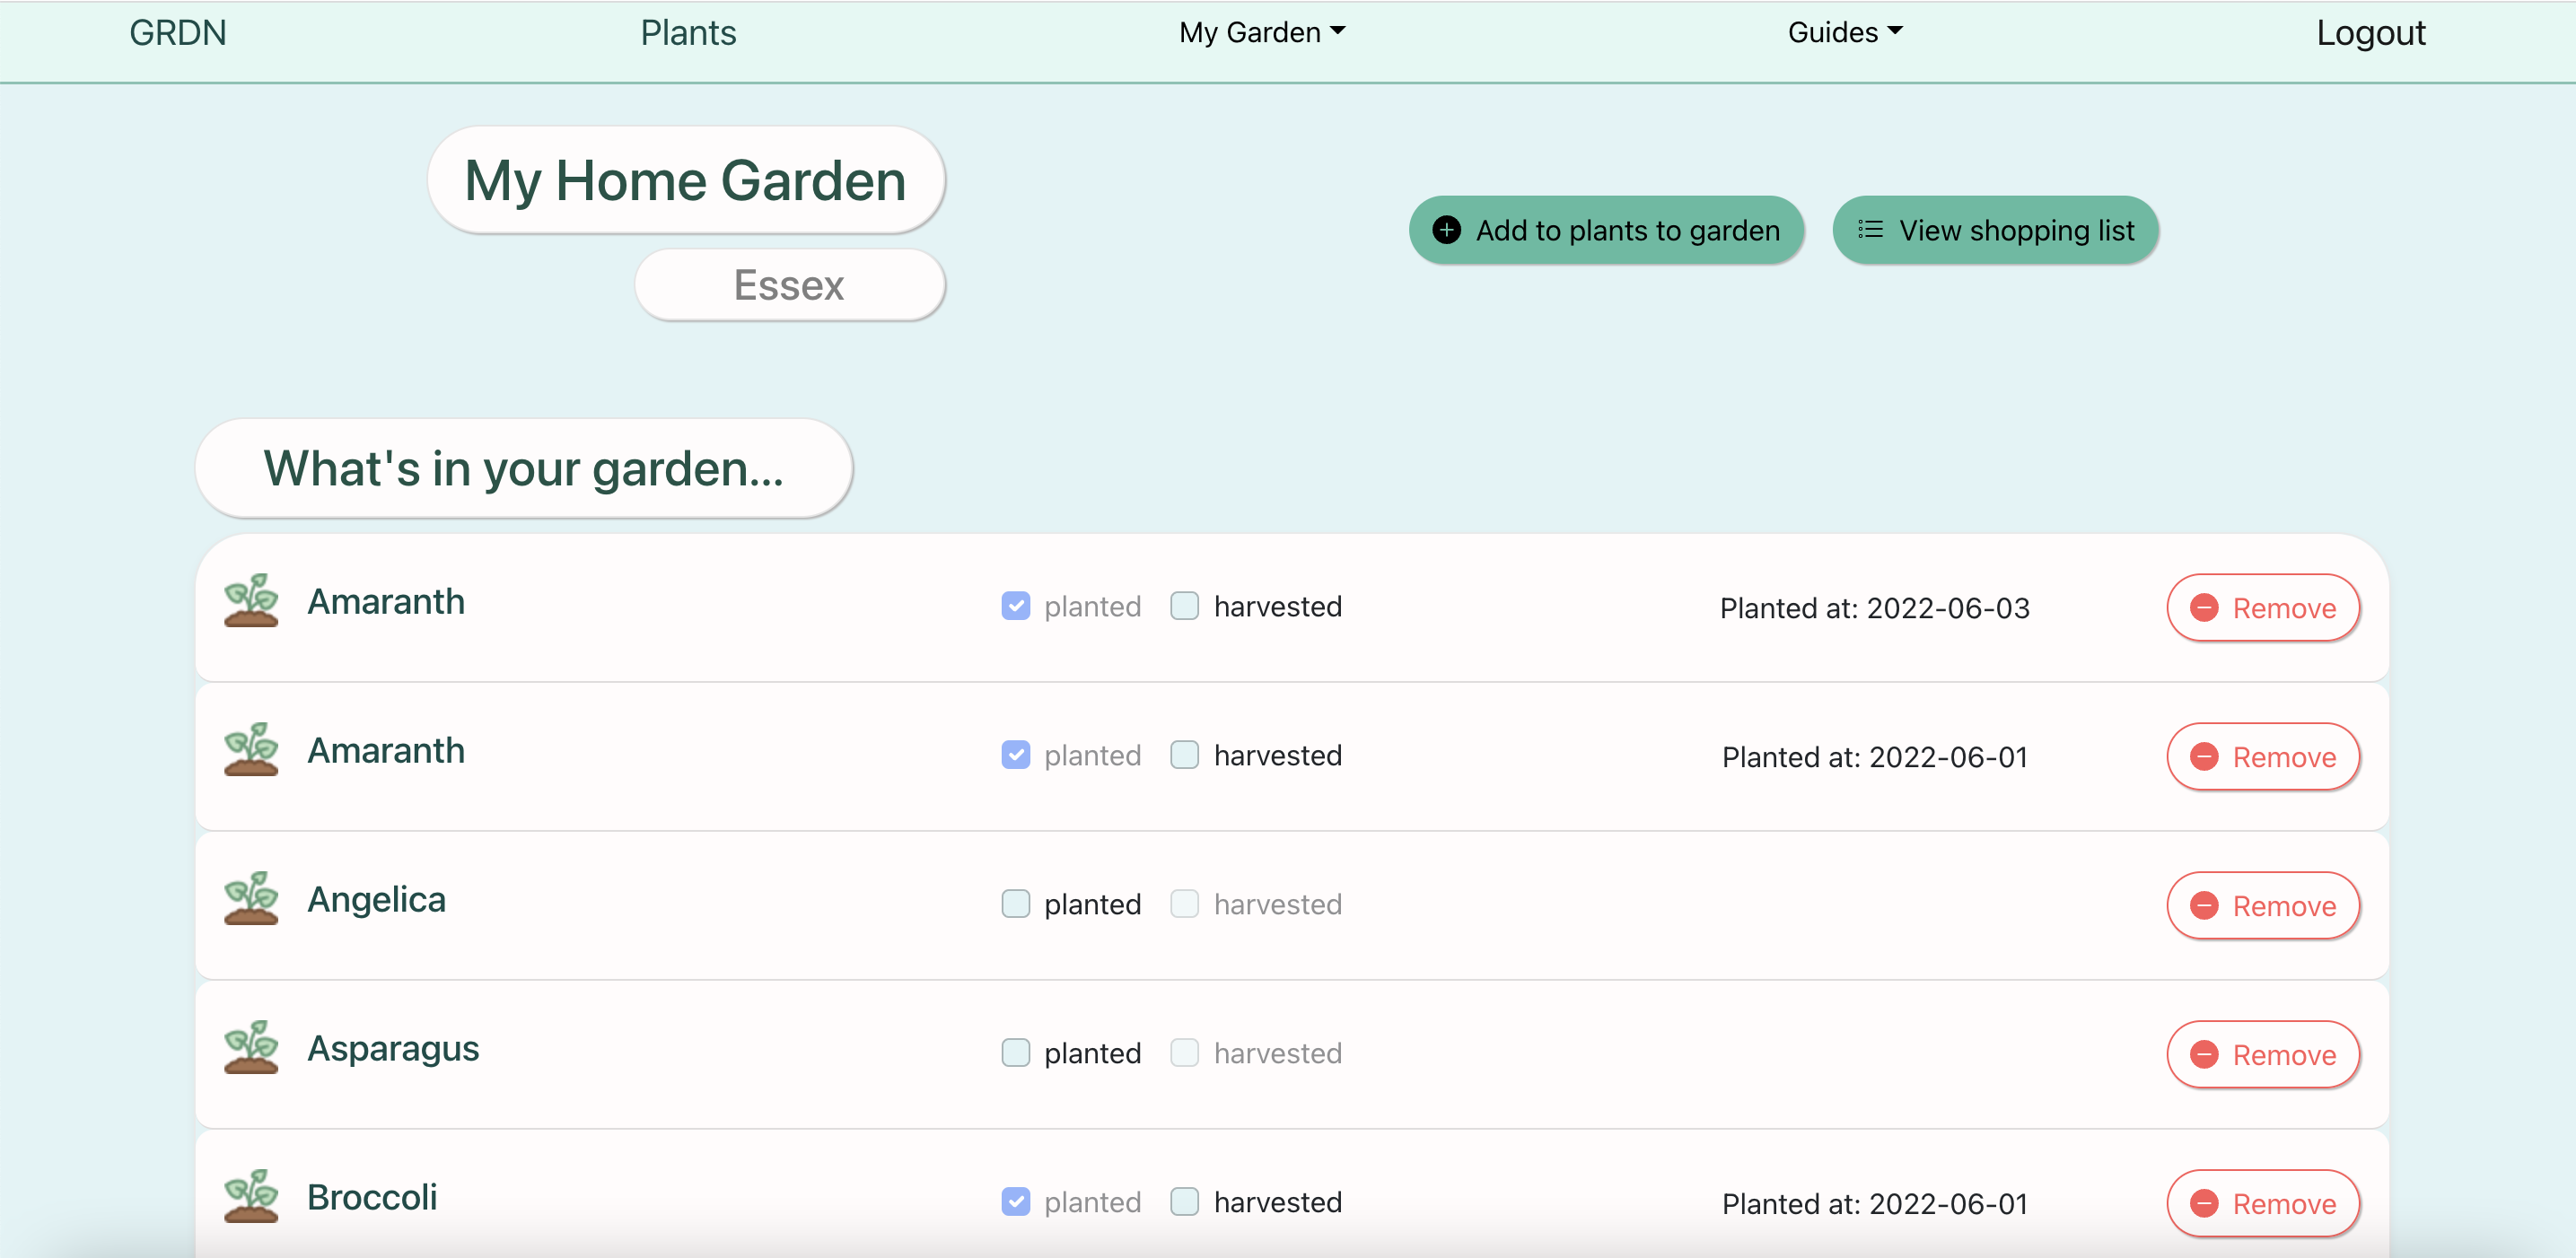 GRDN Plants My Garden Guides Logout
My Home Garden
Essex
Add to plants to garden View shopping list
What's in your garden...
Amaranth planted harvested Planted at: 2022-06-03 Remove
Amaranth planted harvested Planted at: 2022-06-01 Remove
Angelica planted harvested Remove
Asparagus planted harvested Remove
Broccoli planted harvested Planted at: 2022-06-01 Remove